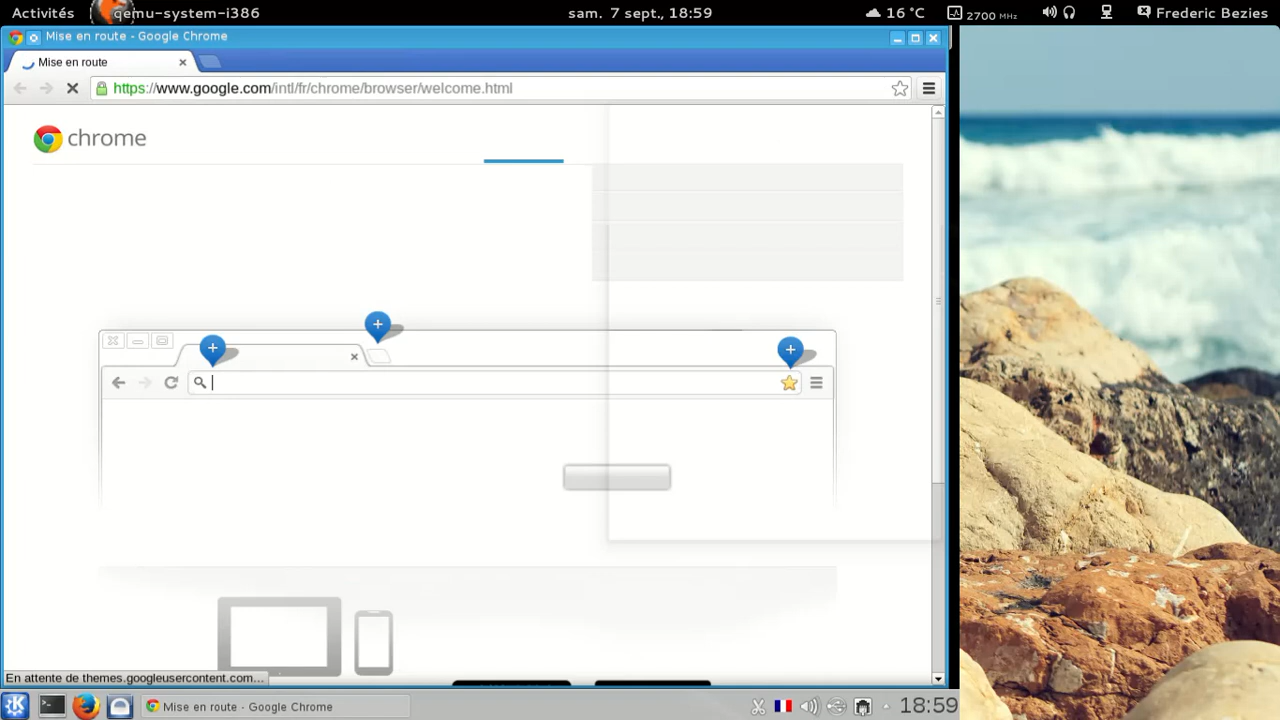 Activités qemu-system-i386 sam. 7 sept., 18:59 16 °C 2700 MHz Frederic Bezies
Mise en route - Google Chrome
Mise en route
https://www.google.com/intl/fr/chrome/browser/welcome.html
chrome
En attente de themes.googleusercontent.com...
Mise en route - Google Chrome 18:59